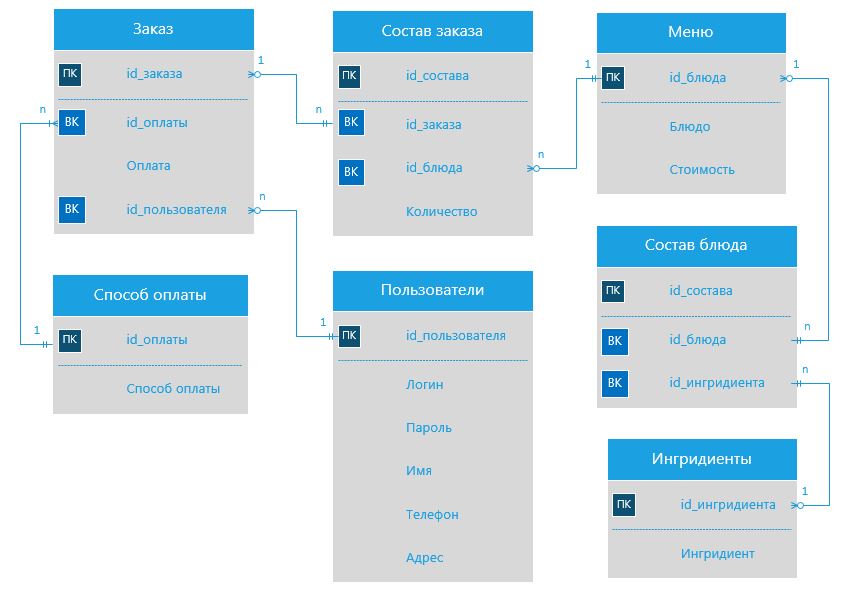 Заказ
ПК id_заказа
ВК id_оплаты
Оплата
ВК id_пользователя
1
n
n
Состав заказа
ПК id_состава
ВК id_заказа
ВК id_блюда
Количество
n
n
1
Меню
ПК id_блюда
Блюдо
Стоимость
1
Способ оплаты
ПК id_оплаты
Способ оплаты
1
Пользователи
ПК id_пользователя
Логин
Пароль
Имя
Телефон
Адрес
1
Состав блюда
ПК id_состава
ВК id_блюда
ВК id_ингридиента
n
n
Ингридиенты
ПК id_ингридиента
Ингридиент
1